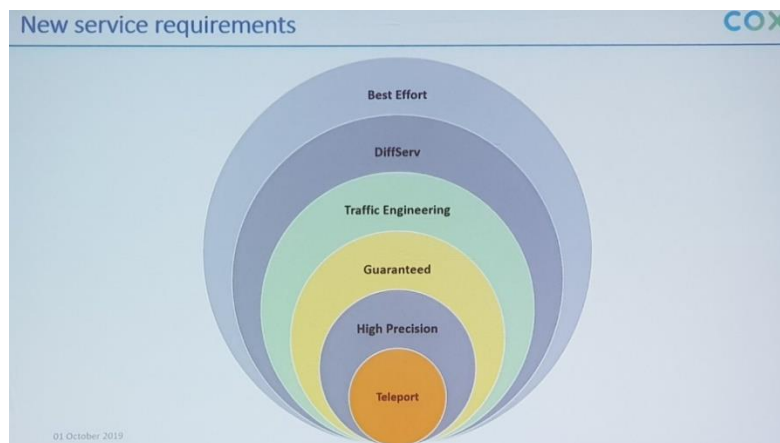 New service requirements
COX
Best Effort
DiffServ
Traffic Engineering
Guaranteed
High Precision
Teleport
01 October 2019